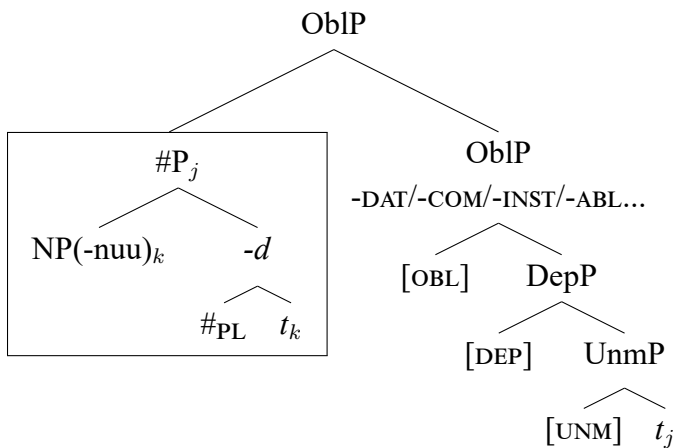 OblP
#Pj OblP
-DAT/-COM/-INST/-ABL...
NP(-nuu)k -d [OBL] DepP
#PL tk [DEP] UnmP
[UNM] tj